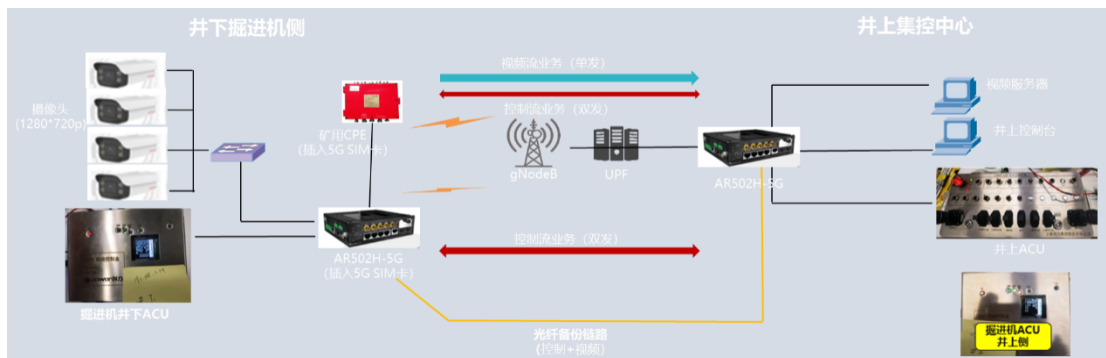 井下掘进机侧
井上集控中心
视频流业务（单发）
摄像头
(1280*720p)
视频服务器
矿用CPE
(插入5G SIM卡)
控制流业务（双发）
井上控制台
gNodeB
UPF
AR502H-5G
AR502H-5G
(插入5G SIM卡)
控制流业务（双发）
井上ACU
掘进机井下ACU
光纤备份链路
(控制+视频)
掘进机ACU
井上侧